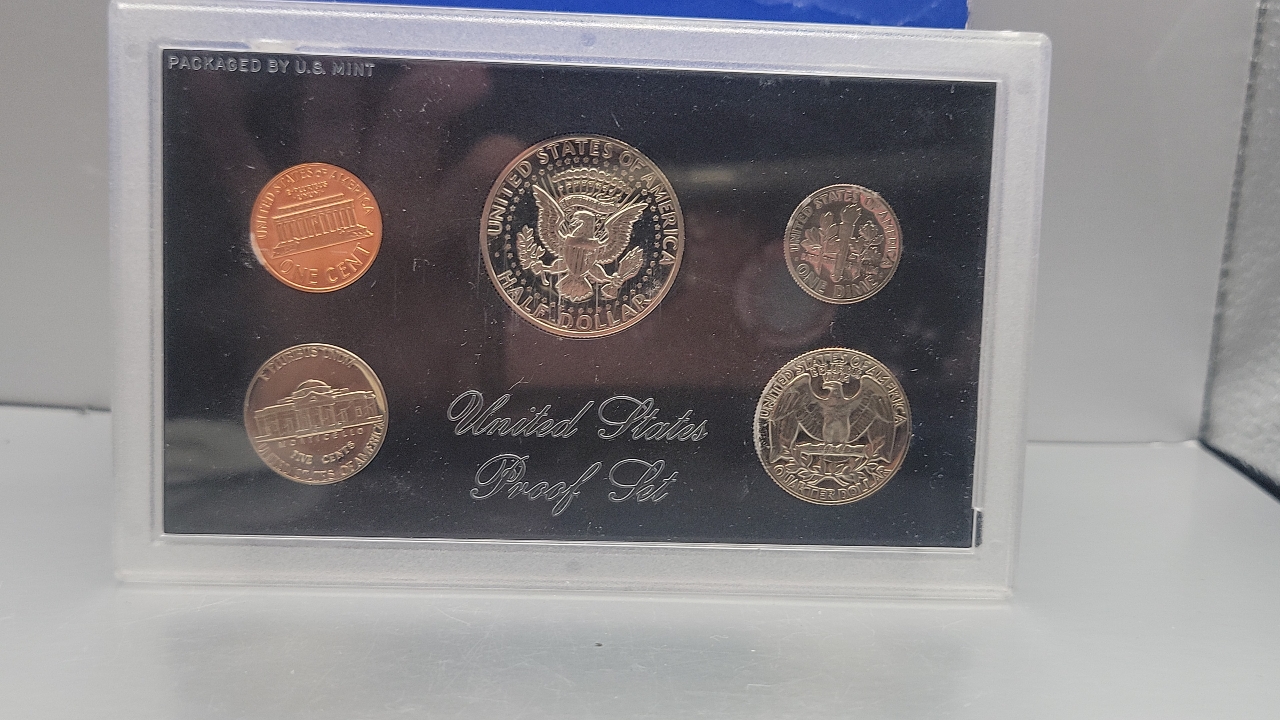 PACKAGED BY U.S. MINT
UNITED STATES OF AMERICA
ONE CENT
UNITED STATES OF AMERICA
HALF DOLLAR
UNITED STATES OF AMERICA
ONE DIME
MONTICELLO
FIVE CENTS
UNITED STATES OF AMERICA
United States
Proof Set
UNITED STATES OF AMERICA
QUARTER DOLLAR